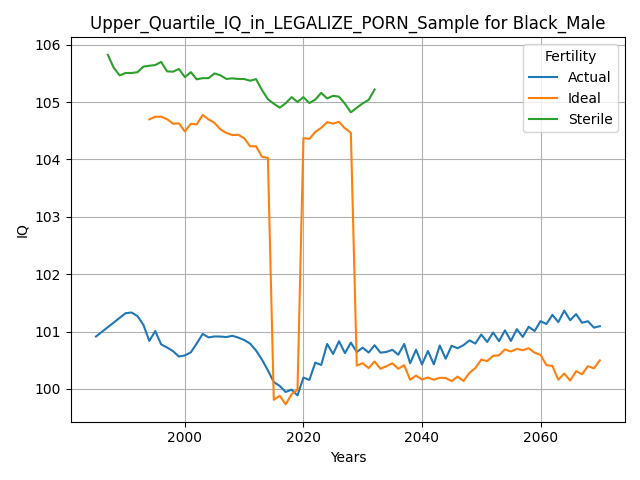 Upper_Quartile_IQ_in_LEGALIZE_PORN_Sample for Black_Male
106
105
104
103
102
101
100
IQ
2000
2020
2040
2060
Years
Fertility
Actual
Ideal
Sterile